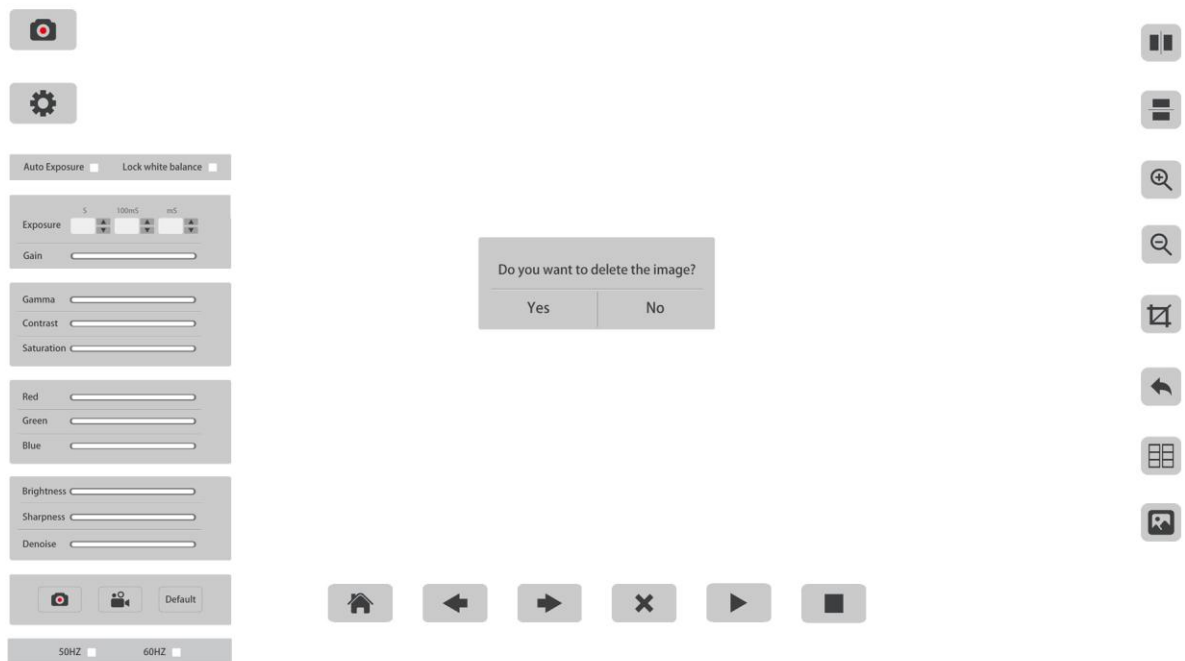 Auto Exposure Lock white balance
S 100mS mS
Exposure
Gain
Gamma
Contrast
Saturation
Red
Green
Blue
Brightness
Sharpness
Denoise
Default
50HZ 60HZ
Do you want to delete the image?
Yes No